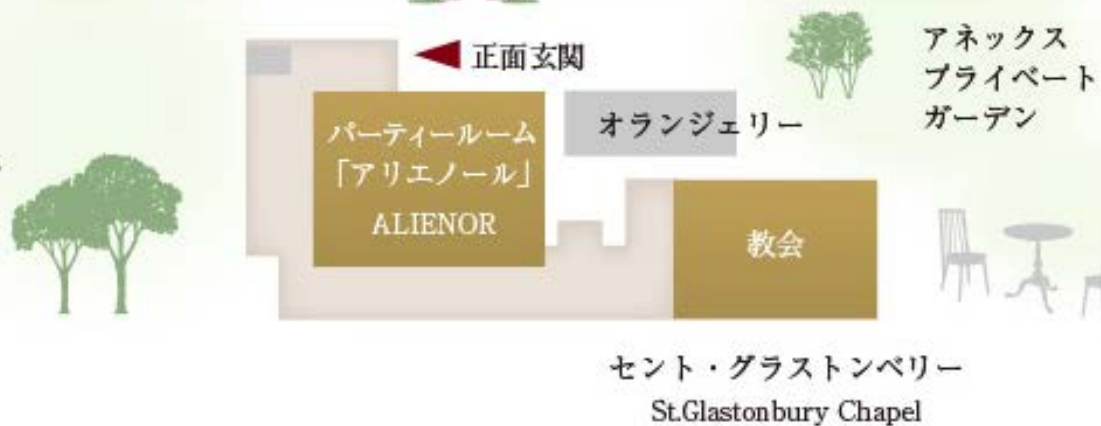 正面玄関
アネックス
プライベート
ガーデン
パーティールーム
「アリエノール」
ALIENOR
オランジェリー
教会
セント・グラストンベリー
St.Glastonbury Chapel